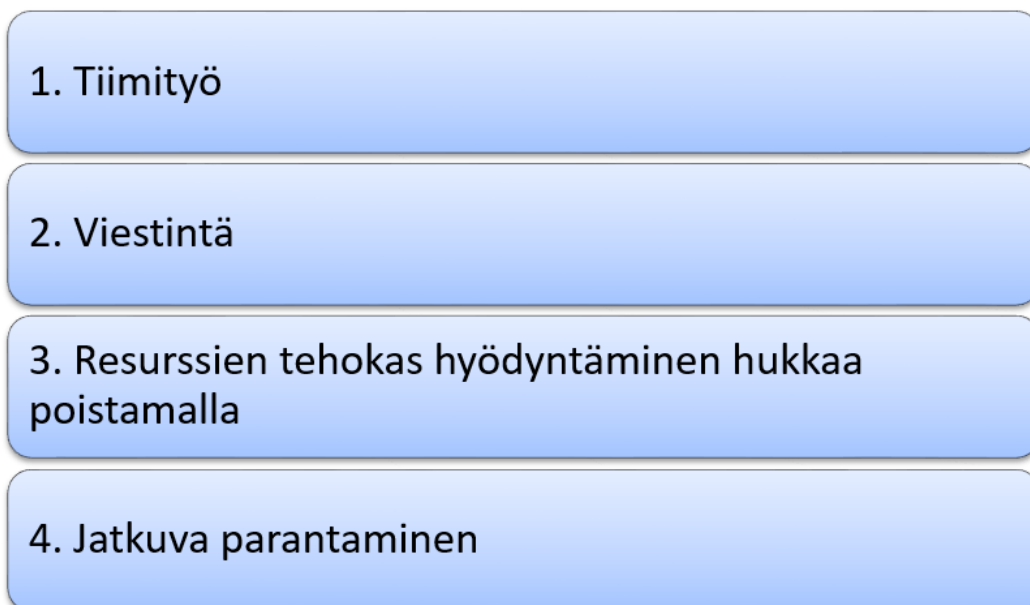 1. Tiimityö
2. Viestintä
3. Resurssien tehokas hyödyntäminen hukkaa
poistamalla
4. Jatkuva parantaminen